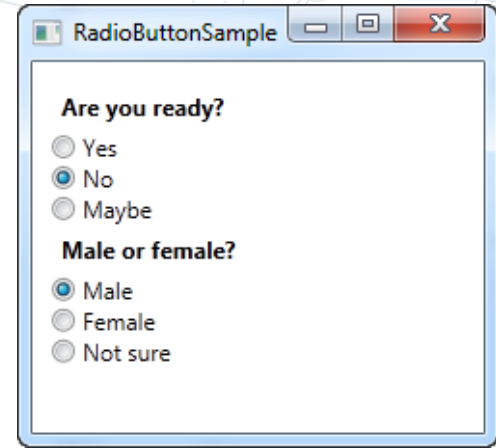 RadioButtonSample
Are you ready?
Yes
No
Maybe
Male or female?
Male
Female
Not sure